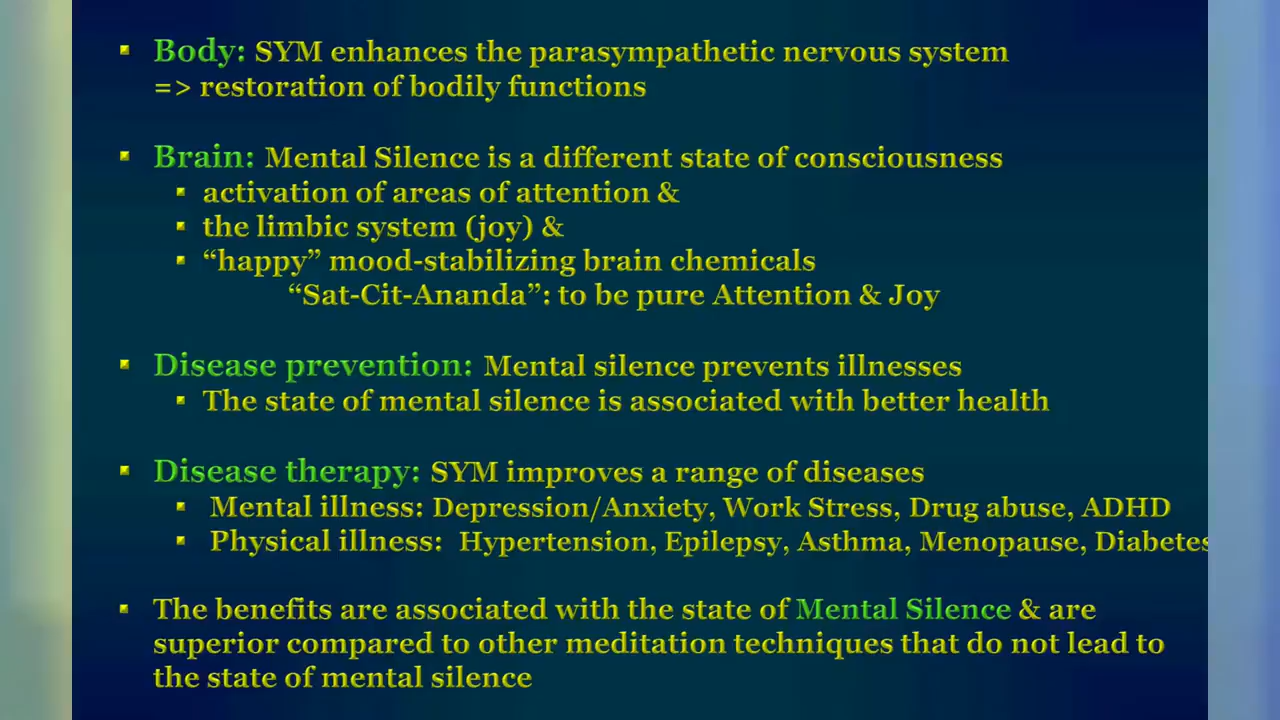 ▪ Body: SYM enhances the parasympathetic nervous system
=> restoration of bodily functions
▪ Brain: Mental Silence is a different state of consciousness
▪ activation of areas of attention &
▪ the limbic system (joy) &
▪ “happy” mood-stabilizing brain chemicals
“Sat-Cit-Ananda”: to be pure Attention & Joy
▪ Disease prevention: Mental silence prevents illnesses
▪ The state of mental silence is associated with better health
▪ Disease therapy: SYM improves a range of diseases
▪ Mental illness: Depression/Anxiety, Work Stress, Drug abuse, ADHD
▪ Physical illness: Hypertension, Epilepsy, Asthma, Menopause, Diabetes
▪ The benefits are associated with the state of Mental Silence & are
superior compared to other meditation techniques that do not lead to
the state of mental silence